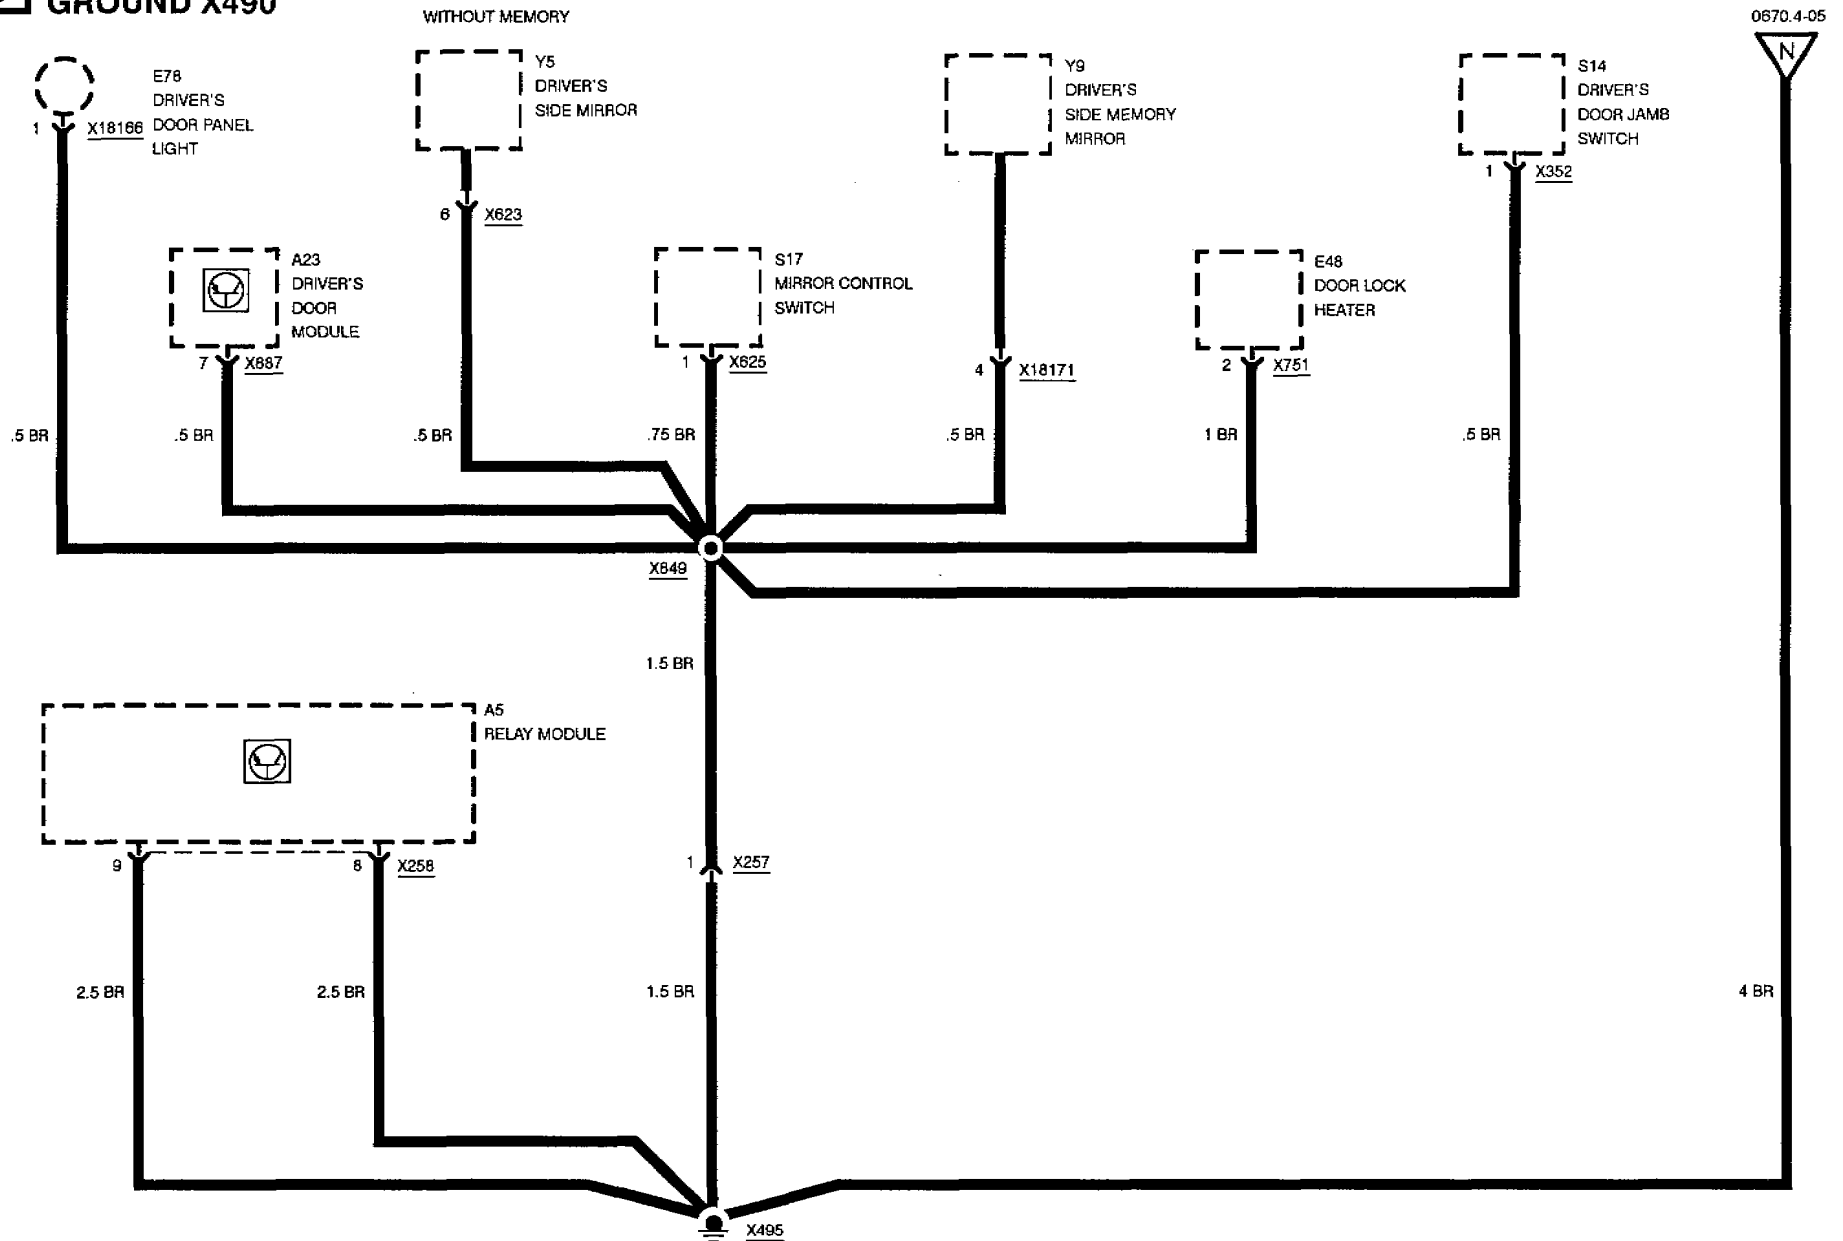 GROUND X490
WITHOUT MEMORY
0670.4-05
N
E78
DRIVER'S
DOOR PANEL
LIGHT
1
X18166
Y5
DRIVER'S
SIDE MIRROR
6
X623
Y9
DRIVER'S
SIDE MEMORY
MIRROR
S14
DRIVER'S
DOOR JAMB
SWITCH
1
X352
A23
DRIVER'S
DOOR
MODULE
7
X687
S17
MIRROR CONTROL
SWITCH
1
X625
4
X18171
E48
DOOR LOCK
HEATER
2
X751
.5 BR
.5 BR
.5 BR
.75 BR
.5 BR
1 BR
.5 BR
X649
1.5 BR
A5
RELAY MODULE
9
8
X258
1
X257
2.5 BR
2.5 BR
1.5 BR
4 BR
X495